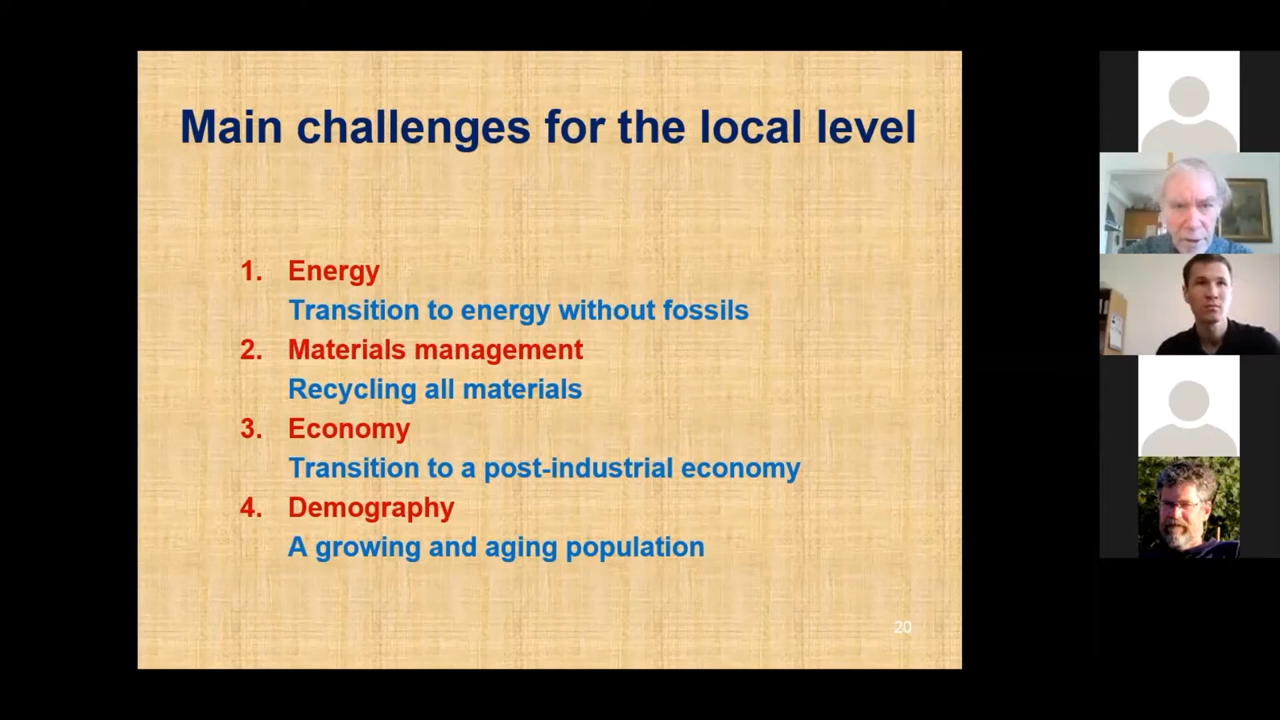 Main challenges for the local level
1. Energy
Transition to energy without fossils
2. Materials management
Recycling all materials
3. Economy
Transition to a post-industrial economy
4. Demography
A growing and aging population
20